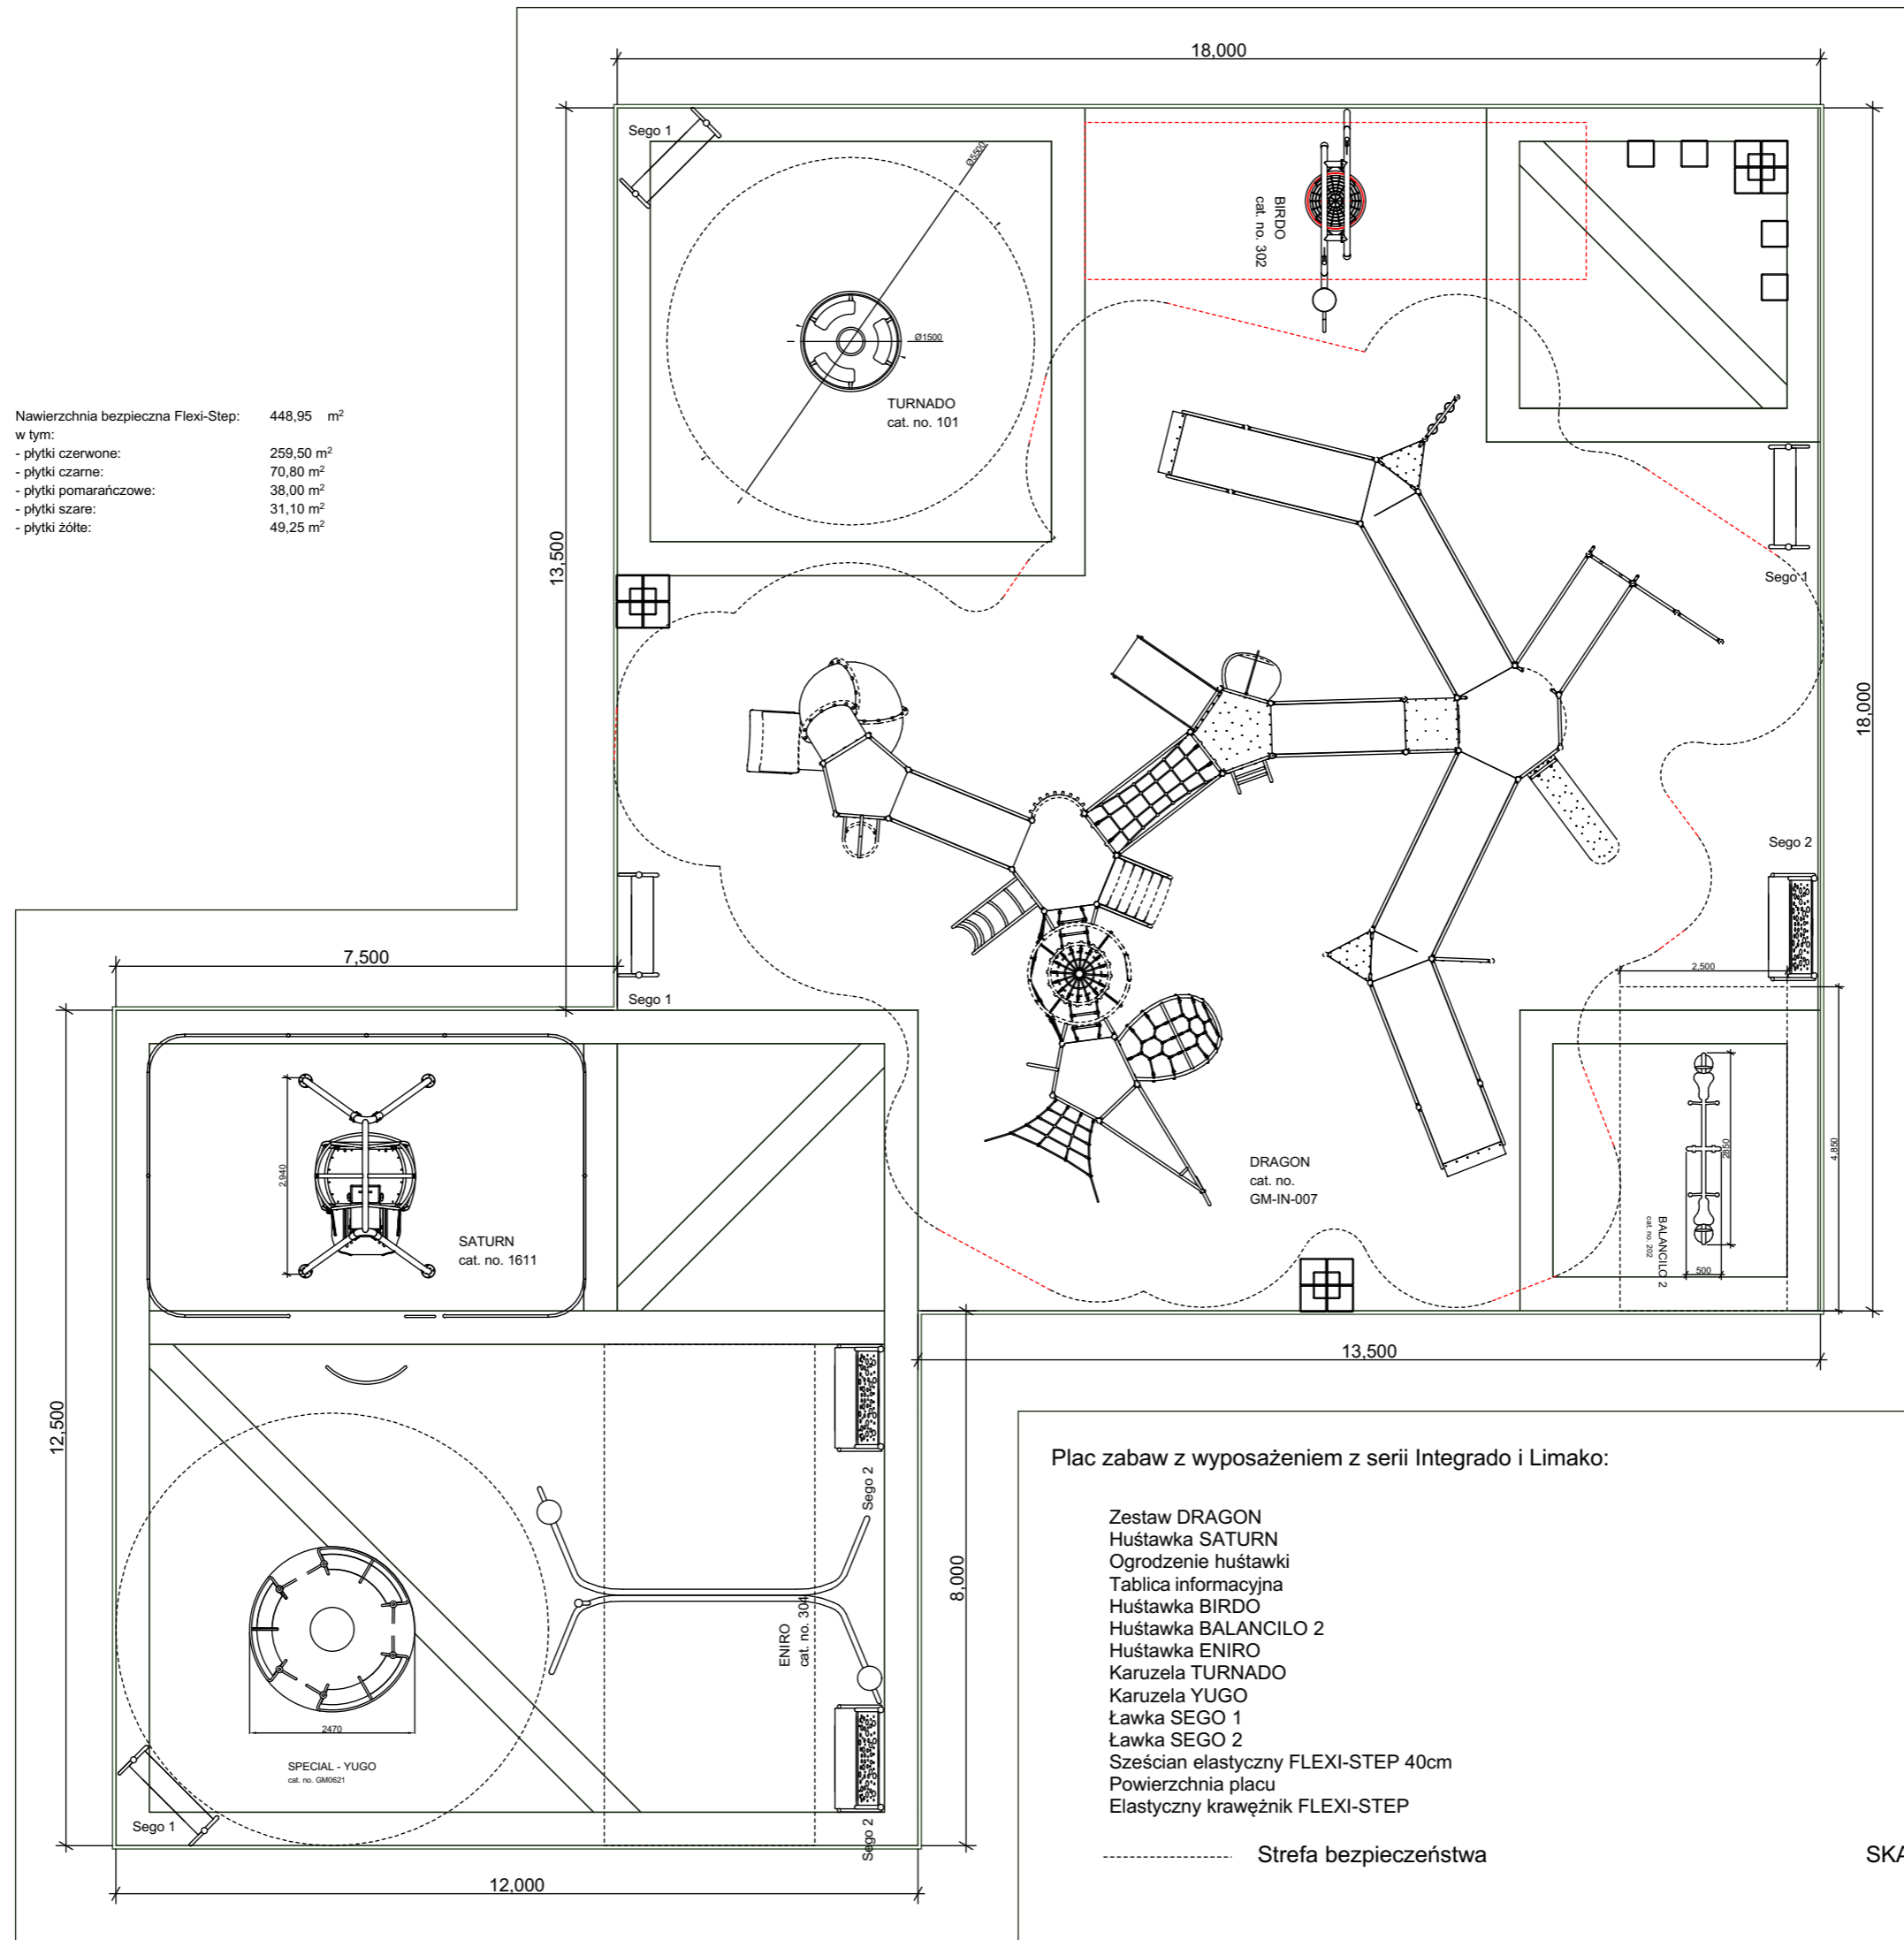 18,000
Sego 1
Ø5500
BIRDO
cat. no. 302
Ø1500
TURNADO
cat. no. 101
Nawierzchnia bezpieczna Flexi-Step: 448,95 m²
w tym:
- płytki czerwone: 259,50 m²
- płytki czarne: 70,80 m²
- płytki pomarańczowe: 38,00 m²
- płytki szare: 31,10 m²
- płytki żółte: 49,25 m²
13,500
Sego 1
18,000
Sego 2
7,500
2,500
Sego 1
2,940
SATURN
cat. no. 1611
DRAGON
cat. no.
GM-IN-007
2850
4,850
BALANCILO 2
cat. no. 202
500
13,500
12,500
Sego 2
8,000
ENIRO
cat. no. 304
2470
SPECIAL - YUGO
cat. no. GM0621
Sego 1
Sego 2
12,000
Plac zabaw z wyposażeniem z serii Integrado i Limako:
Zestaw DRAGON
Huśtawka SATURN
Ogrodzenie huśtawki
Tablica informacyjna
Huśtawka BIRDO
Huśtawka BALANCILO 2
Huśtawka ENIRO
Karuzela TURNADO
Karuzela YUGO
Ławka SEGO 1
Ławka SEGO 2
Sześcian elastyczny FLEXI-STEP 40cm
Powierzchnia placu
Elastyczny krawężnik FLEXI-STEP
Strefa bezpieczeństwa
SKA